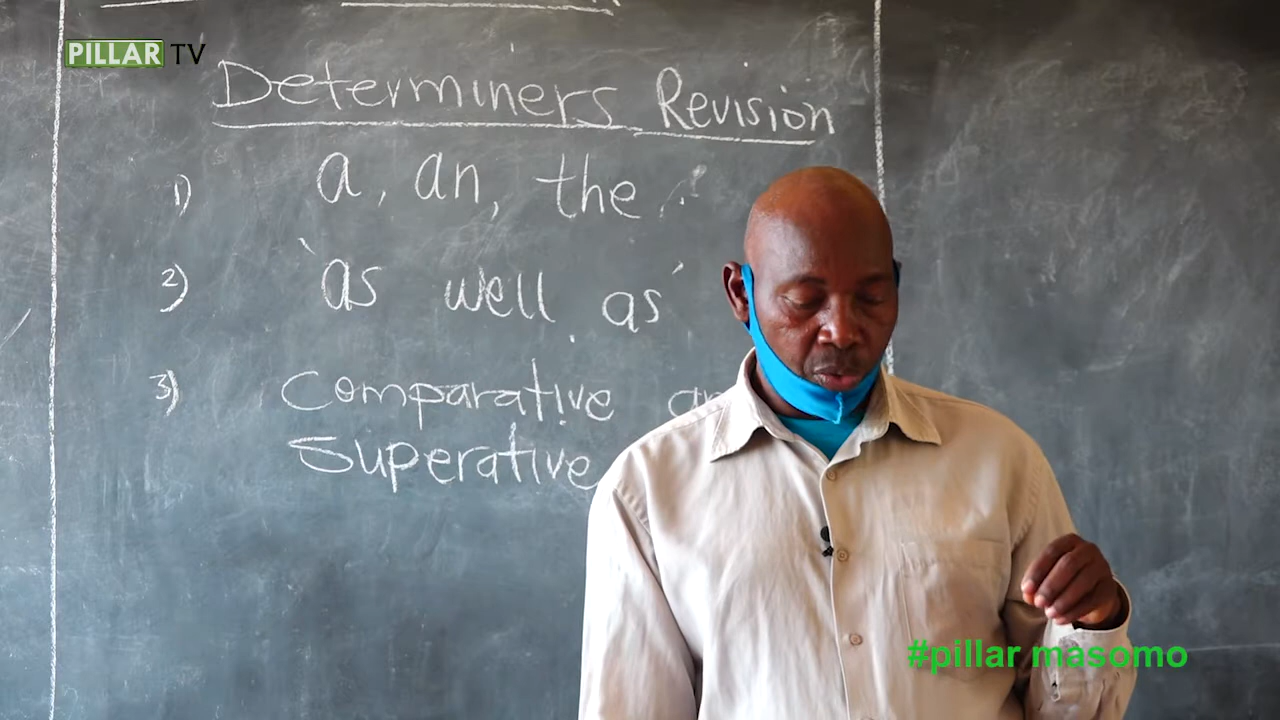 PILLAR TV
Determiners Revision
1) a, an, the
2) 'as well as'
3) Comparative
Superative
#pillar masomo